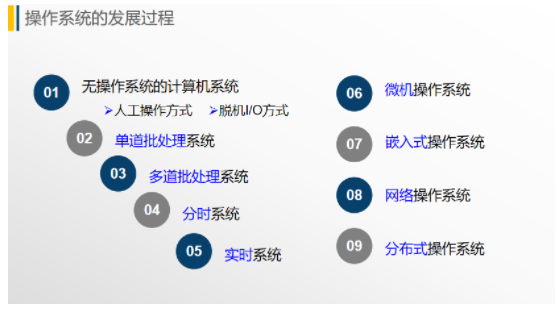 操作系统的发展过程
01 无操作系统的计算机系统
➢人工操作方式 ➢脱机I/O方式
02 单道批处理系统
03 多道批处理系统
04 分时系统
05 实时系统
06 微机操作系统
07 嵌入式操作系统
08 网络操作系统
09 分布式操作系统